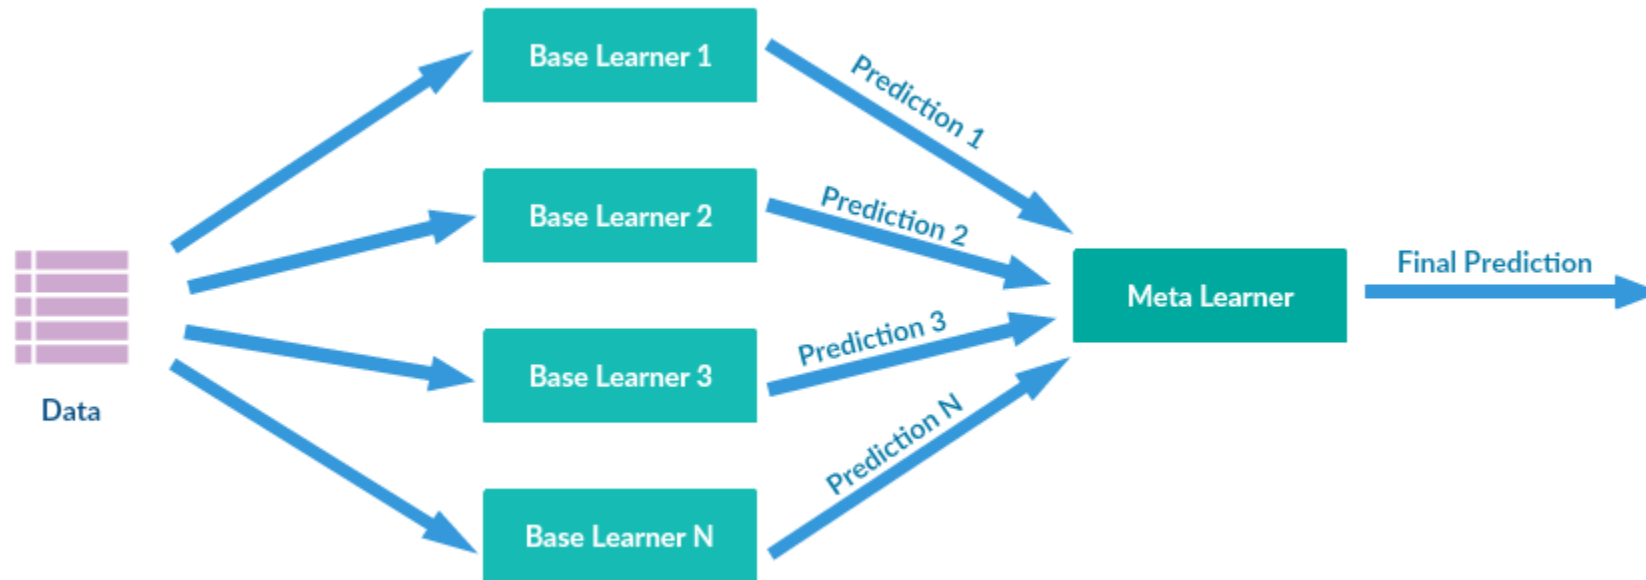 Base Learner 1
Prediction 1
Base Learner 2
Prediction 2
Data
Base Learner 3
Prediction 3
Base Learner N
Prediction N
Meta Learner
Final Prediction